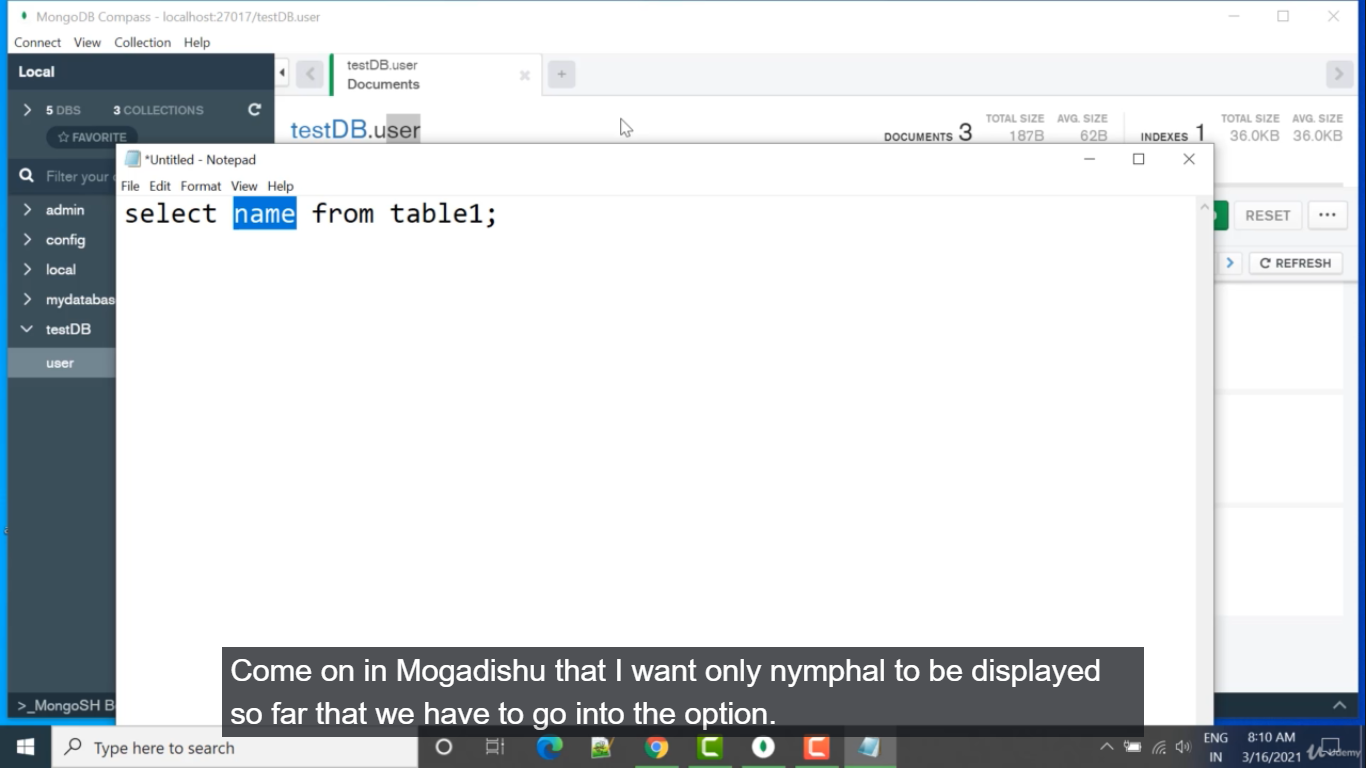 MongoDB Compass - localhost:27017/testDB.user
Connect View Collection Help
Local
testDB.user
Documents
5 DBS 3 COLLECTIONS
FAVORITE
testDB.user
DOCUMENTS 3
TOTAL SIZE AVG. SIZE
187B 62B
INDEXES 1
TOTAL SIZE AVG. SIZE
36.0KB 36.0KB
Filter your
*Untitled - Notepad
File Edit Format View Help
select name from table1;
admin
config
local
mydatabas
testDB
user
RESET
REFRESH
>_MongoSH B
Come on in Mogadishu that I want only nymphal to be displayed
so far that we have to go into the option.
Type here to search
ENG
IN
8:10 AM
3/16/2021
Udemy